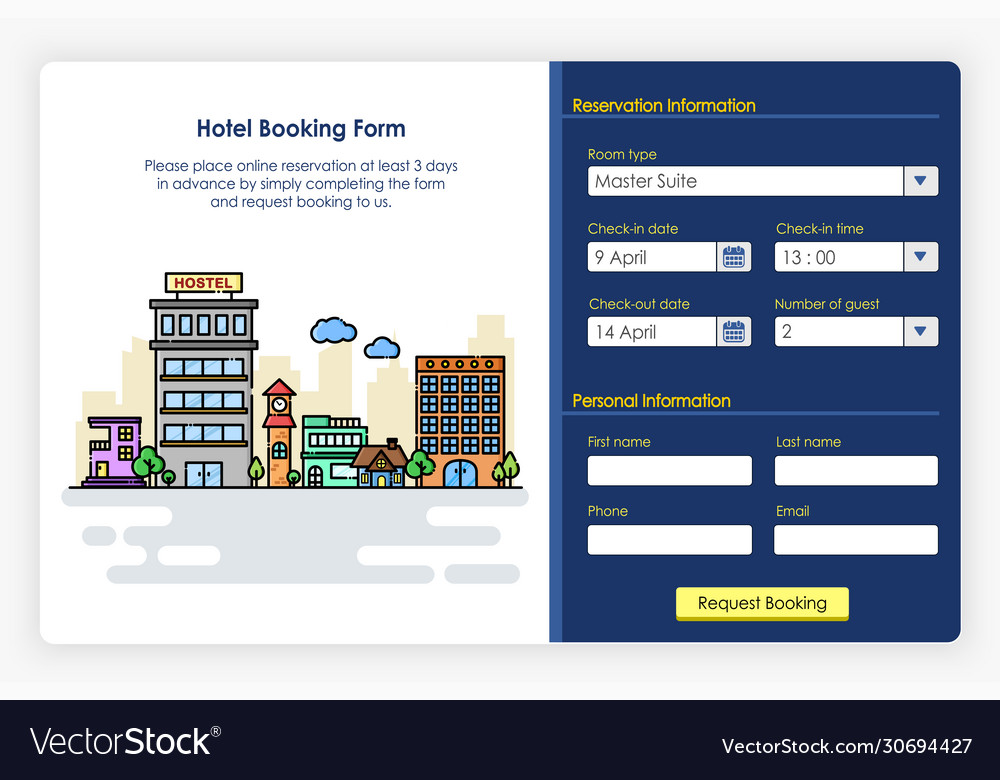 Hotel Booking Form
Please place online reservation at least 3 days
in advance by simply completing the form
and request booking to us.
HOSTEL
Reservation Information
Room type
Master Suite
Check-in date
Check-in time
9 April
13 : 00
Check-out date
Number of guest
14 April
2
Personal Information
First name
Last name
Phone
Email
Request Booking
VectorStock®
VectorStock.com/30694427